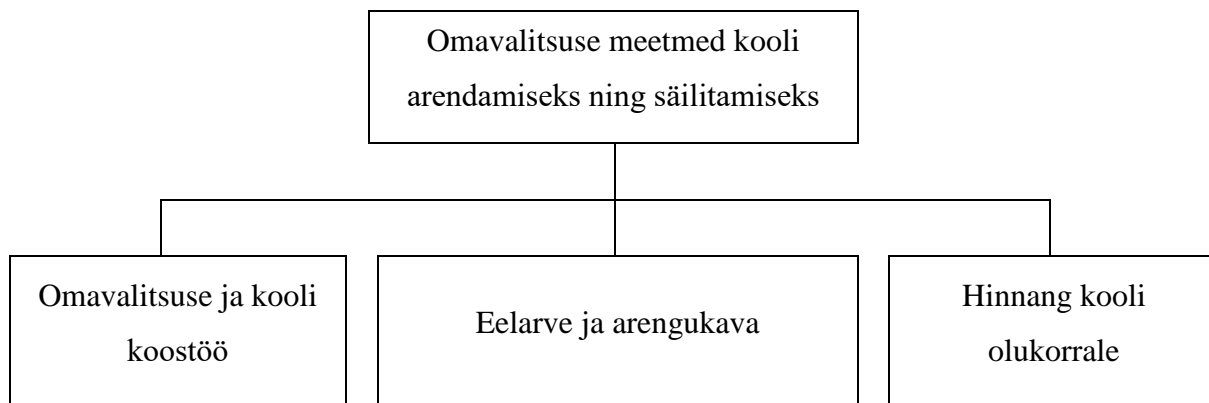 Omavalitsuse meetmed kooli
arendamiseks ning säilitamiseks
Omavalitsuse ja kooli
koostöö
Eelarve ja arengukava
Hinnang kooli
olukorrale